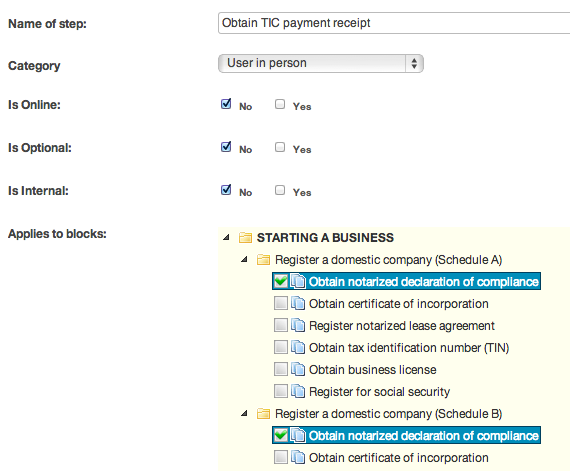 Name of step: Obtain TIC payment receipt
Category User in person
Is Online: No Yes
Is Optional: No Yes
Is Internal: No Yes
Applies to blocks: STARTING A BUSINESS
Register a domestic company (Schedule A)
Obtain notarized declaration of compliance
Obtain certificate of incorporation
Register notarized lease agreement
Obtain tax identification number (TIN)
Obtain business license
Register for social security
Register a domestic company (Schedule B)
Obtain notarized declaration of compliance
Obtain certificate of incorporation